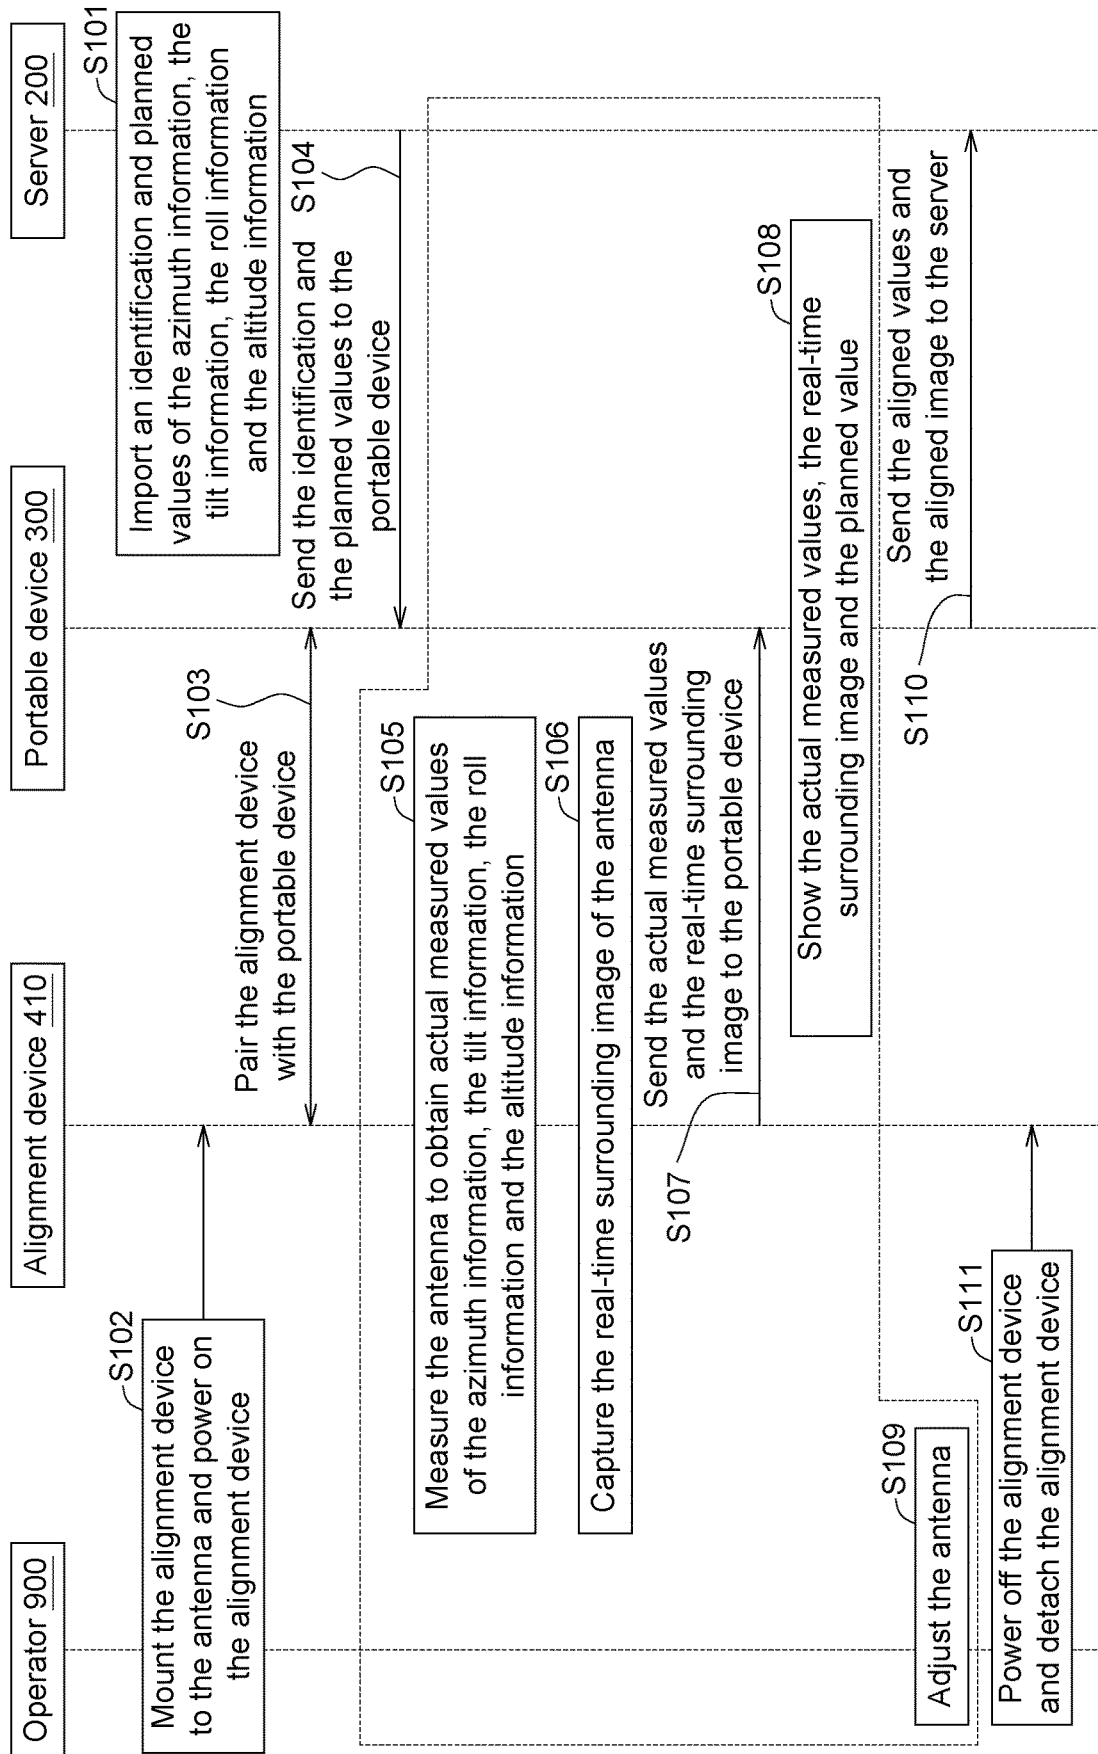 Operator 900
Alignment device 410
Portable device 300
Server 200
S101
Import an identification and planned
values of the azimuth information, the
tilt information, the roll information
and the altitude information
S102
Mount the alignment device
to the antenna and power on
the alignment device
S103
Pair the alignment device
with the portable device
S104
Send the identification and
the planned values to the
portable device
S105
Measure the antenna to obtain actual measured values
of the azimuth information, the tilt information, the roll
information and the altitude information
S106
Capture the real-time surrounding image of the antenna
S107
Send the actual measured values
and the real-time surrounding
image to the portable device
S108
Show the actual measured values, the real-time
surrounding image and the planned value
S109
Adjust the antenna
S110
Send the aligned values and
the aligned image to the server
S111
Power off the alignment device
and detach the alignment device